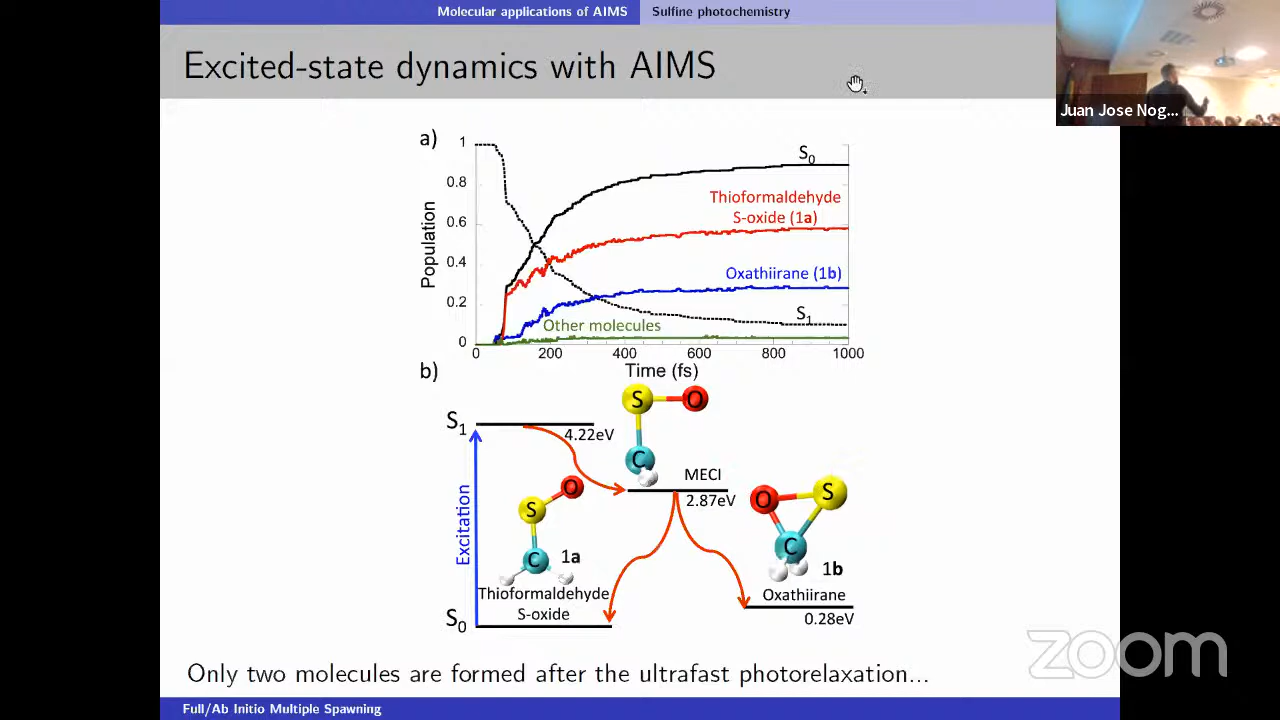 Molecular applications of AIMS Sulfine photochemistry
Excited-state dynamics with AIMS
Juan Jose Nog...
a)
1
0.8
0.6
0.4
0.2
0
Population
S0
Thioformaldehyde
S-oxide (1a)
Oxathiirane (1b)
S1
Other molecules
0 200 400 600 800 1000
Time (fs)
b)
S O
S1
4.22eV
C
MECI
2.87eV
Excitation
O
S
C
1a
O S
C
1b
Thioformaldehyde
S-oxide
Oxathiirane
0.28eV
S0
zoom
Only two molecules are formed after the ultrafast photorelaxation...
Full/Ab Initio Multiple Spawning